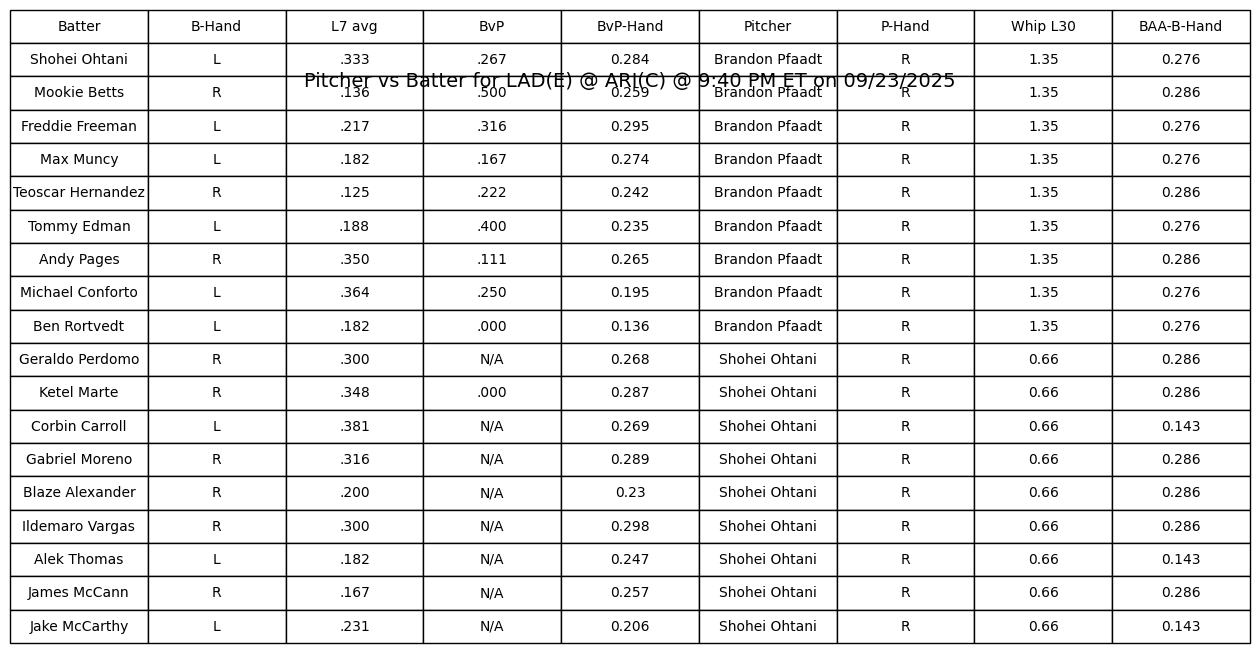 Batter B-Hand L7 avg BvP BvP-Hand Pitcher P-Hand Whip L30 BAA-B-Hand
Shohei Ohtani L .333 .267 0.284 Brandon Pfaadt R 1.35 0.276
Pitcher vs Batter for LAD(E) @ ARI(C) @ 9:40 PM ET on 09/23/2025
Mookie Betts R .136 .500 0.259 Brandon Pfaadt R 1.35 0.286
Freddie Freeman L .217 .316 0.295 Brandon Pfaadt R 1.35 0.276
Max Muncy L .182 .167 0.274 Brandon Pfaadt R 1.35 0.276
Teoscar Hernandez R .125 .222 0.242 Brandon Pfaadt R 1.35 0.286
Tommy Edman L .188 .400 0.235 Brandon Pfaadt R 1.35 0.276
Andy Pages R .350 .111 0.265 Brandon Pfaadt R 1.35 0.286
Michael Conforto L .364 .250 0.195 Brandon Pfaadt R 1.35 0.276
Ben Rortvedt L .182 .000 0.136 Brandon Pfaadt R 1.35 0.276
Geraldo Perdomo R .300 N/A 0.268 Shohei Ohtani R 0.66 0.286
Ketel Marte R .348 .000 0.287 Shohei Ohtani R 0.66 0.286
Corbin Carroll L .381 N/A 0.269 Shohei Ohtani R 0.66 0.143
Gabriel Moreno R .316 N/A 0.289 Shohei Ohtani R 0.66 0.286
Blaze Alexander R .200 N/A 0.23 Shohei Ohtani R 0.66 0.286
Ildemaro Vargas R .300 N/A 0.298 Shohei Ohtani R 0.66 0.286
Alek Thomas L .182 N/A 0.247 Shohei Ohtani R 0.66 0.143
James McCann R .167 N/A 0.257 Shohei Ohtani R 0.66 0.286
Jake McCarthy L .231 N/A 0.206 Shohei Ohtani R 0.66 0.143